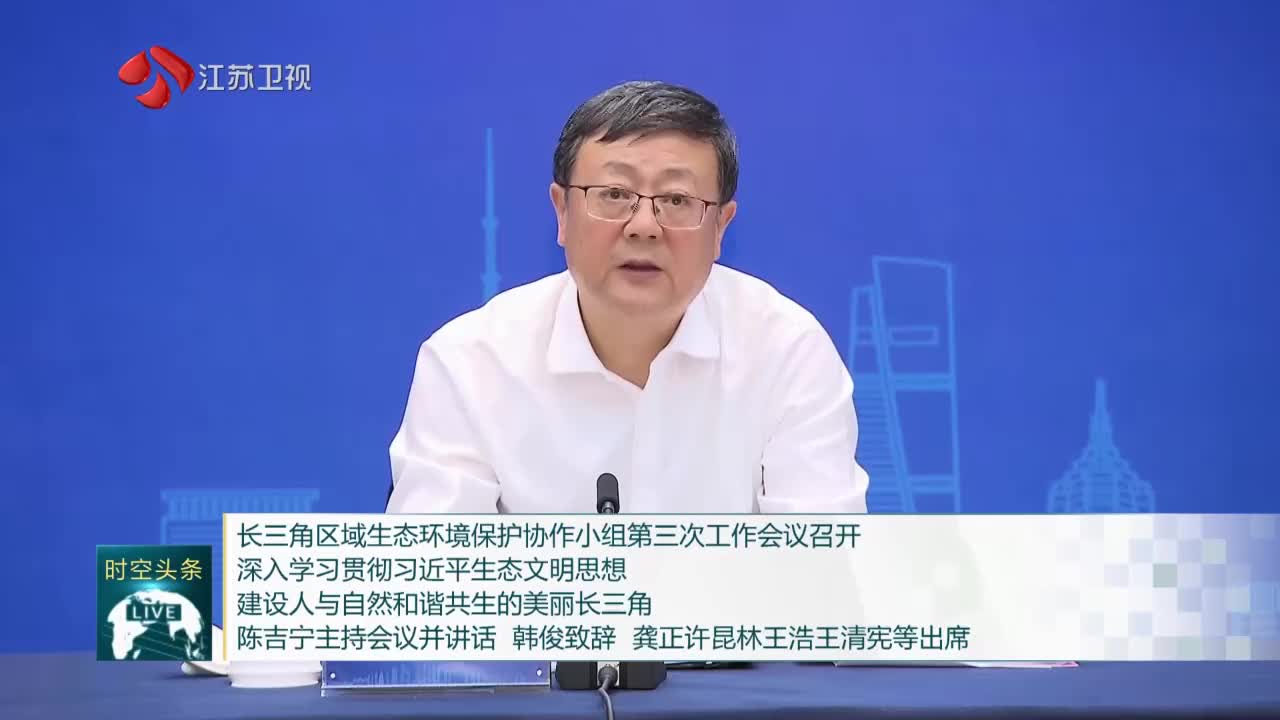 江苏卫视
长三角区域生态环境保护协作小组第三次工作会议召开
深入学习贯彻习近平生态文明思想
建设人与自然和谐共生的美丽长三角
陈吉宁主持会议并讲话 韩俊致辞 龚正许昆林王浩王清宪等出席
时空头条
LIVE